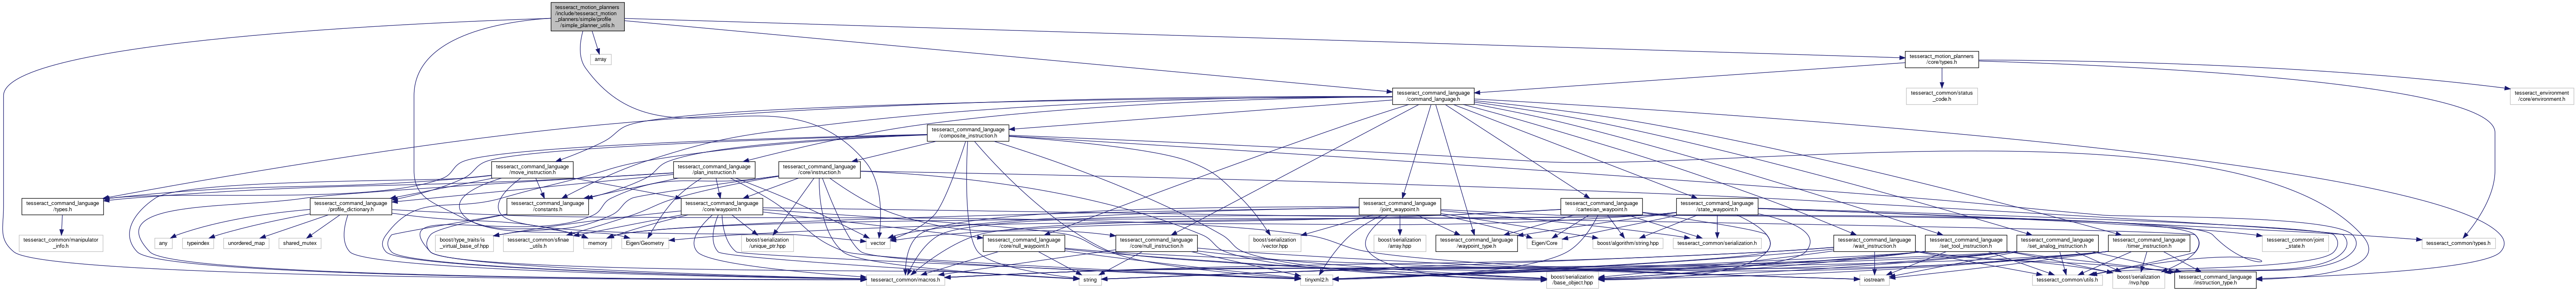 tesseract_motion_planners
/include/tesseract_motion
_planners/simple/profile
/simple_planner_utils.h
array
tesseract_motion_planners
/core/types.h
tesseract_command_language
/command_language.h
tesseract_common/status
_code.h
tesseract_environment
/core/environment.h
tesseract_command_language
/composite_instruction.h
tesseract_command_language
/move_instruction.h
tesseract_command_language
/plan_instruction.h
tesseract_command_language
/core/instruction.h
tesseract_command_language
/types.h
tesseract_command_language
/profile_dictionary.h
tesseract_command_language
/constants.h
tesseract_command_language
/core/waypoint.h
tesseract_command_language
/joint_waypoint.h
tesseract_command_language
/cartesian_waypoint.h
tesseract_command_language
/state_waypoint.h
tesseract_common/manipulator
_info.h
any
typeindex
unordered_map
shared_mutex
boost/type_traits/is
_virtual_base_of.hpp
tesseract_common/sfinae
_utils.h
memory
Eigen/Geometry
boost/serialization
/unique_ptr.hpp
vector
tesseract_command_language
/core/null_waypoint.h
tesseract_command_language
/core/null_instruction.h
boost/serialization
/vector.hpp
boost/serialization
/array.hpp
tesseract_command_language
/waypoint_type.h
Eigen/Core
boost/algorithm/string.hpp
tesseract_common/serialization.h
tesseract_command_language
/wait_instruction.h
tesseract_command_language
/set_tool_instruction.h
tesseract_command_language
/set_analog_instruction.h
tesseract_command_language
/timer_instruction.h
tesseract_common/joint
_state.h
tesseract_common/types.h
tesseract_common/macros.h
string
tinyxml2.h
boost/serialization
/base_object.hpp
iostream
tesseract_common/utils.h
boost/serialization
/nvp.hpp
tesseract_command_language
/instruction_type.h